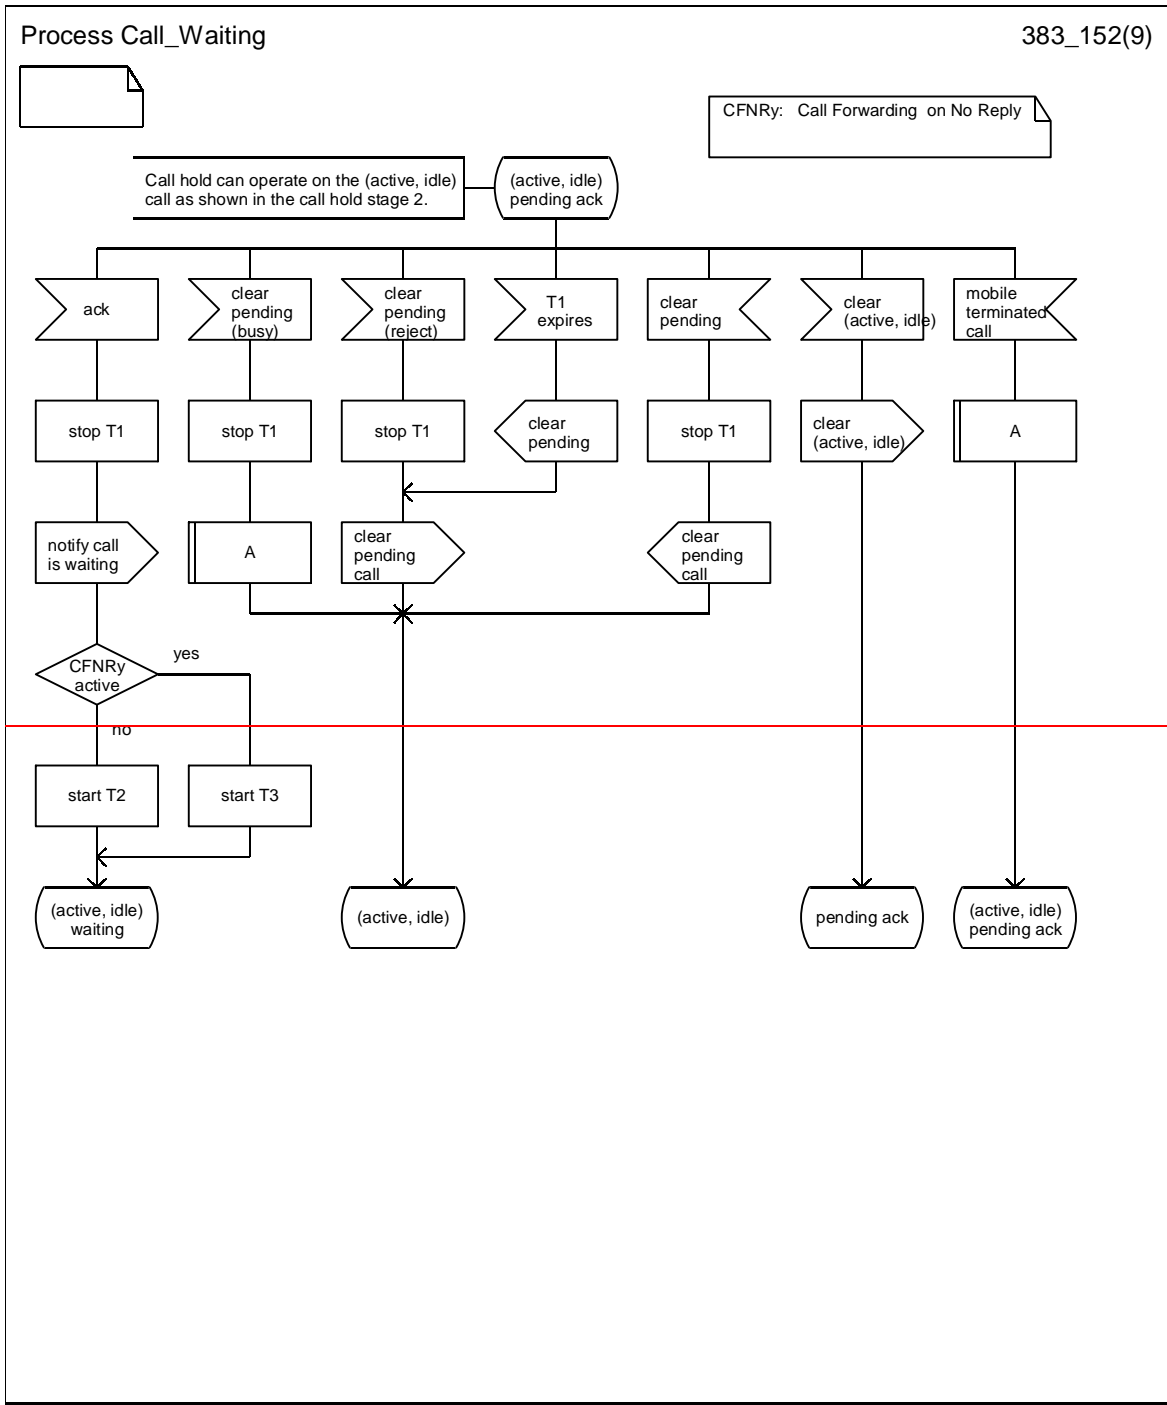 Process Call_Waiting
383_152(9)
CFNRy: Call Forwarding on No Reply
Call hold can operate on the (active, idle)
call as shown in the call hold stage 2.
(active, idle)
pending ack
ack
clear
pending
(busy)
clear
pending
(reject)
T1
expires
clear
pending
clear
(active, idle)
mobile
terminated
call
stop T1
stop T1
stop T1
clear
pending
stop T1
clear
(active, idle)
A
notify call
is waiting
A
clear
pending
call
clear
pending
call
CFNRy
active
yes
no
start T2
start T3
(active, idle)
waiting
(active, idle)
pending ack
(active, idle)
pending ack